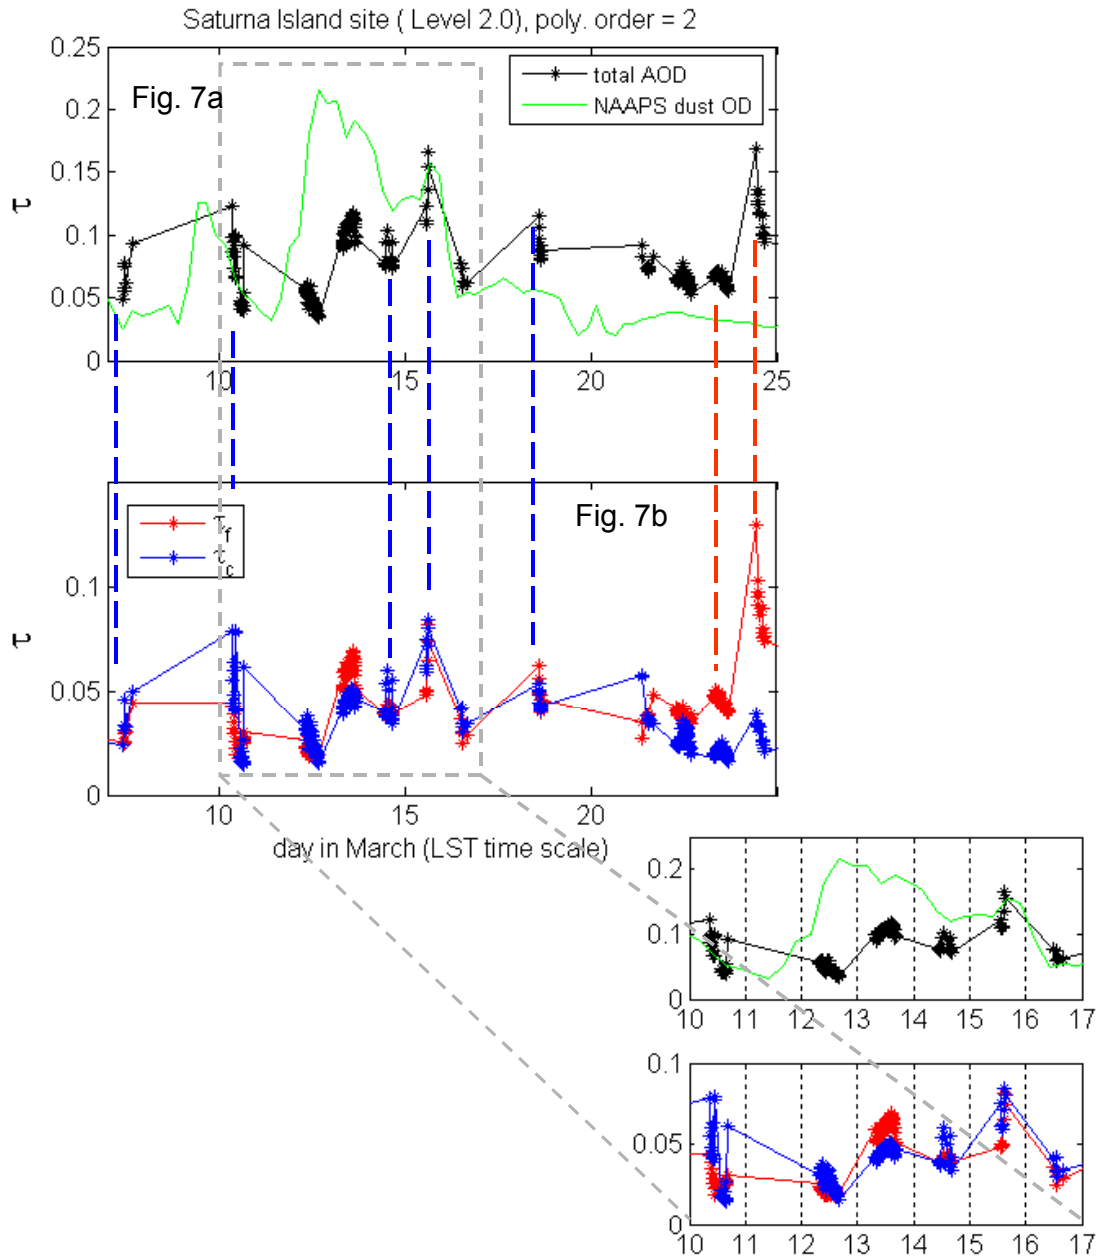 Saturna Island site ( Level 2.0), poly. order = 2
0.25
0.2
0.15
0.1
0.05
0
τ
Fig. 7a
total AOD
NAAPS dust OD
10
15
20
25
0.1
0.05
0
τ
τf
τc
Fig. 7b
10
15
20
day in March (LST time scale)
0.2
0.1
0
10 11 12 13 14 15 16 17
0.1
0.05
0
10 11 12 13 14 15 16 17